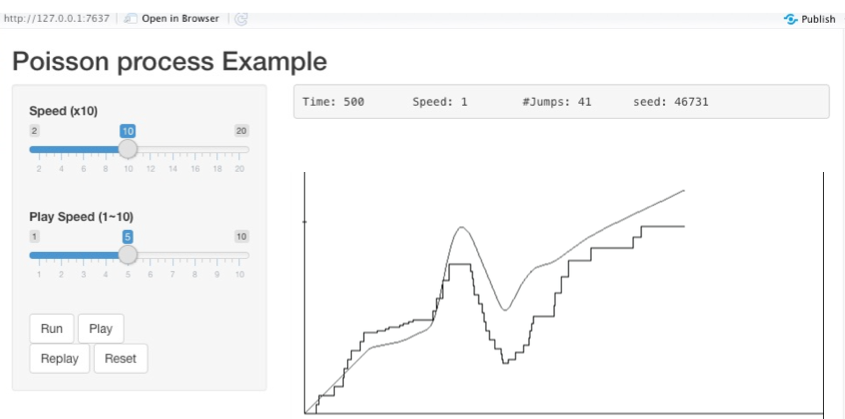 http://127.0.0.1:7637 Open in Browser Publish
Poisson process Example
Time: 500 Speed: 1 #Jumps: 41 seed: 46731
Speed (x10)
2 10 20
2 4 6 8 10 12 14 16 18 20
Play Speed (1~10)
1 5 10
1 2 3 4 5 6 7 8 9 10
Run Play
Replay Reset